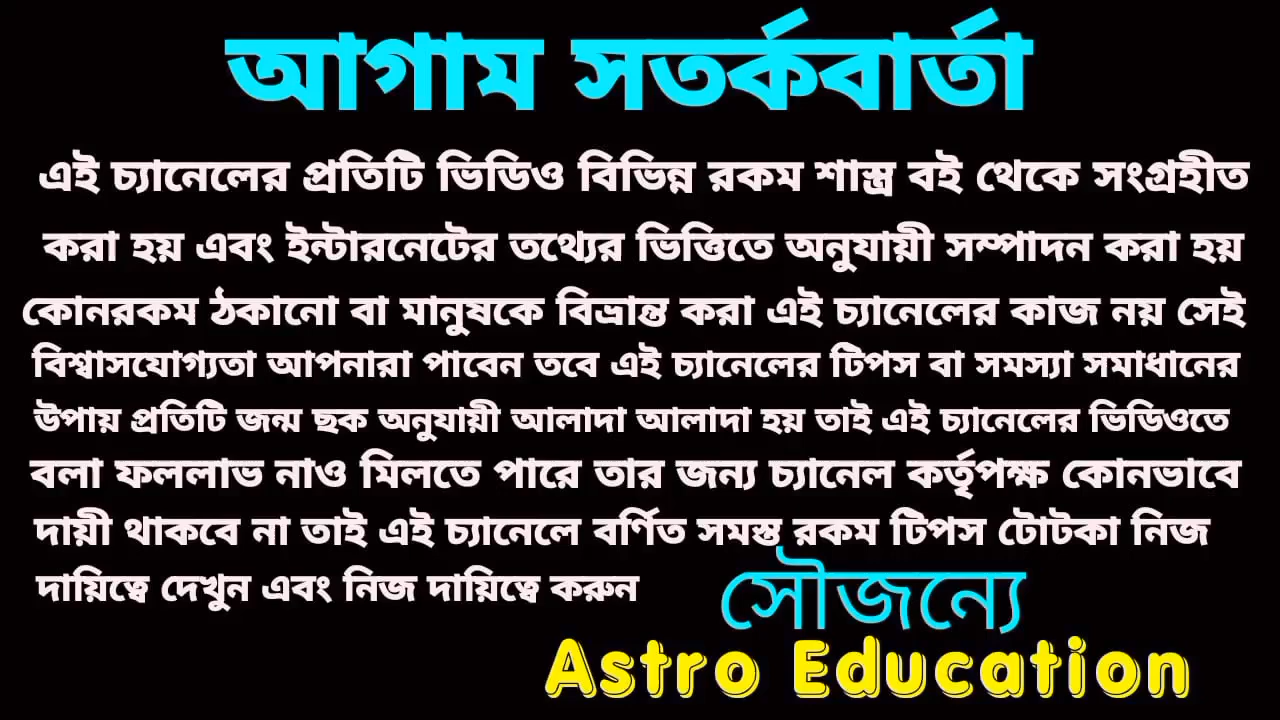 আগাম সতর্কবার্তা
এই চ্যানেলের প্রতিটি ভিডিও বিভিন্ন রকম শাস্ত্র বই থেকে সংগ্রহীত
করা হয় এবং ইন্টারনেটের তথ্যের ভিত্তিতে অনুযায়ী সম্পাদন করা হয়
কোনরকম ঠকানো বা মানুষকে বিভ্রান্ত করা এই চ্যানেলের কাজ নয় সেই
বিশ্বাসযোগ্যতা আপনারা পাবেন তবে এই চ্যানেলের টিপস বা সমস্যা সমাধানের
উপায় প্রতিটি জন্ম ছক অনুযায়ী আলাদা আলাদা হয় তাই এই চ্যানেলের ভিডিওতে
বলা ফললাভ নাও মিলতে পারে তার জন্য চ্যানেল কর্তৃপক্ষ কোনভাবে
দায়ী থাকবে না তাই এই চ্যানেলে বর্ণিত সমস্ত রকম টিপস টোটকা নিজ
দায়িত্বে দেখুন এবং নিজ দায়িত্বে করুন
সৌজন্যে
Astro Education